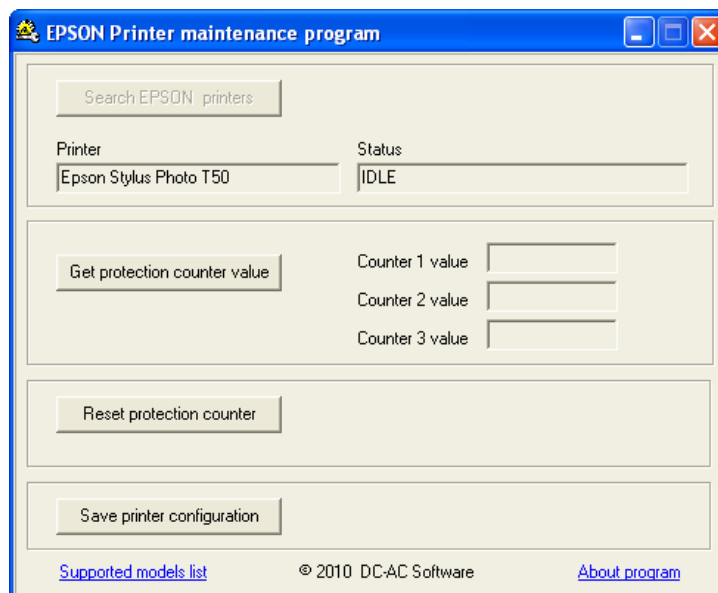 EPSON Printer maintenance program
Search EPSON printers
Printer
Status
Epson Stylus Photo T50
IDLE
Get protection counter value
Counter 1 value
Counter 2 value
Counter 3 value
Reset protection counter
Save printer configuration
Supported models list
© 2010 DC-AC Software
About program